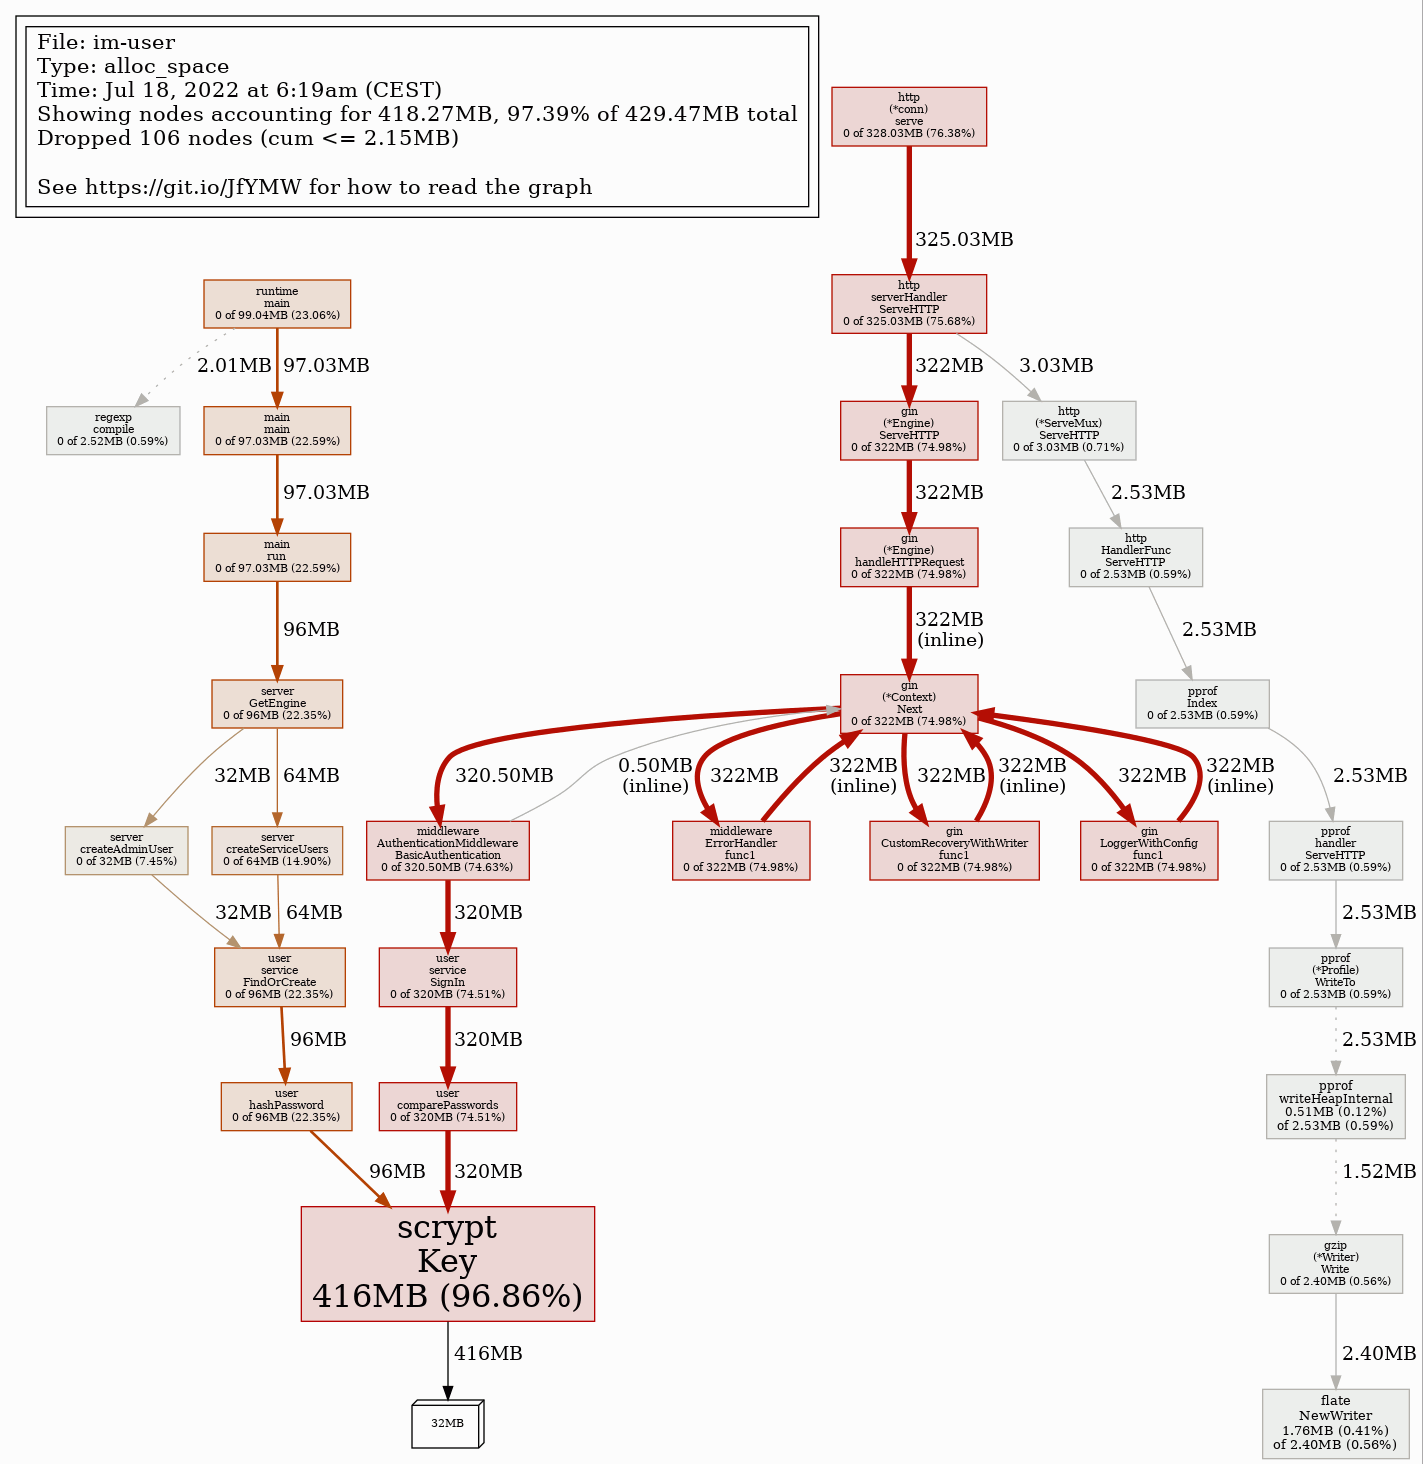 File: im-user
Type: alloc_space
Time: Jul 18, 2022 at 6:19am (CEST)
Showing nodes accounting for 418.27MB, 97.39% of 429.47MB total
Dropped 106 nodes (cum <= 2.15MB)
See https://git.io/JfYMW for how to read the graph
http
(*conn)
serve
0 of 328.03MB (76.38%)
325.03MB
runtime
main
0 of 99.04MB (23.06%)
http
serverHandler
ServeHTTP
0 of 325.03MB (75.68%)
2.01MB
97.03MB
322MB
3.03MB
regexp
compile
0 of 2.52MB (0.59%)
main
main
0 of 97.03MB (22.59%)
gin
(*Engine)
ServeHTTP
0 of 322MB (74.98%)
http
(*ServeMux)
ServeHTTP
0 of 3.03MB (0.71%)
97.03MB
322MB
2.53MB
main
run
0 of 97.03MB (22.59%)
gin
(*Engine)
handleHTTPRequest
0 of 322MB (74.98%)
http
HandlerFunc
ServeHTTP
0 of 2.53MB (0.59%)
96MB
322MB
(inline)
2.53MB
server
GetEngine
0 of 96MB (22.35%)
gin
(*Context)
Next
0 of 322MB (74.98%)
pprof
Index
0 of 2.53MB (0.59%)
32MB
64MB
320.50MB
0.50MB
(inline)
322MB
322MB
(inline)
322MB
322MB
(inline)
322MB
322MB
(inline)
2.53MB
server
createAdminUser
0 of 32MB (7.45%)
server
createServiceUsers
0 of 64MB (14.90%)
middleware
AuthenticationMiddleware
BasicAuthentication
0 of 320.50MB (74.63%)
middleware
ErrorHandler
func1
0 of 322MB (74.98%)
gin
CustomRecoveryWithWriter
func1
0 of 322MB (74.98%)
gin
LoggerWithConfig
func1
0 of 322MB (74.98%)
pprof
handler
ServeHTTP
0 of 2.53MB (0.59%)
32MB
64MB
320MB
2.53MB
user
service
FindOrCreate
0 of 96MB (22.35%)
user
service
SignIn
0 of 320MB (74.51%)
pprof
(*Profile)
WriteTo
0 of 2.53MB (0.59%)
96MB
320MB
2.53MB
user
hashPassword
0 of 96MB (22.35%)
user
comparePasswords
0 of 320MB (74.51%)
pprof
writeHeapInternal
0.51MB (0.12%)
of 2.53MB (0.59%)
96MB
320MB
1.52MB
scrypt
Key
416MB (96.86%)
gzip
(*Writer)
Write
0 of 2.40MB (0.56%)
416MB
2.40MB
32MB
flate
NewWriter
1.76MB (0.41%)
of 2.40MB (0.56%)